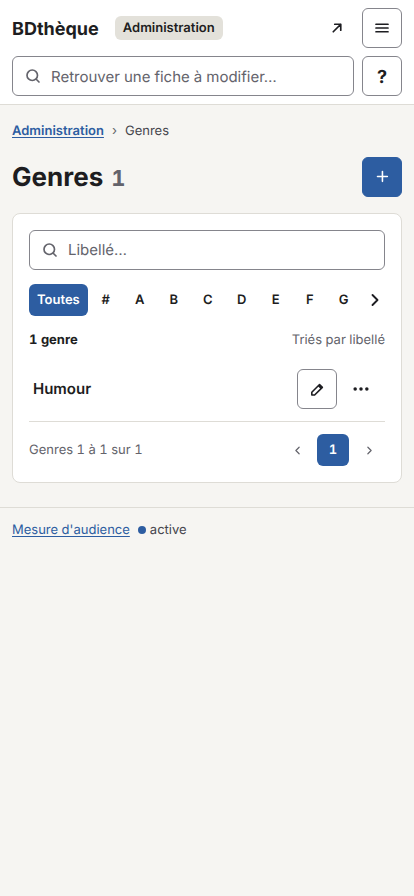 BDthèque Administration
Retrouver une fiche à modifier... ?
Administration › Genres
Genres 1
Libellé...
Toutes # A B C D E F G
1 genre Triés par libellé
Humour
Genres 1 à 1 sur 1 ‹ 1 ›
Mesure d'audience active